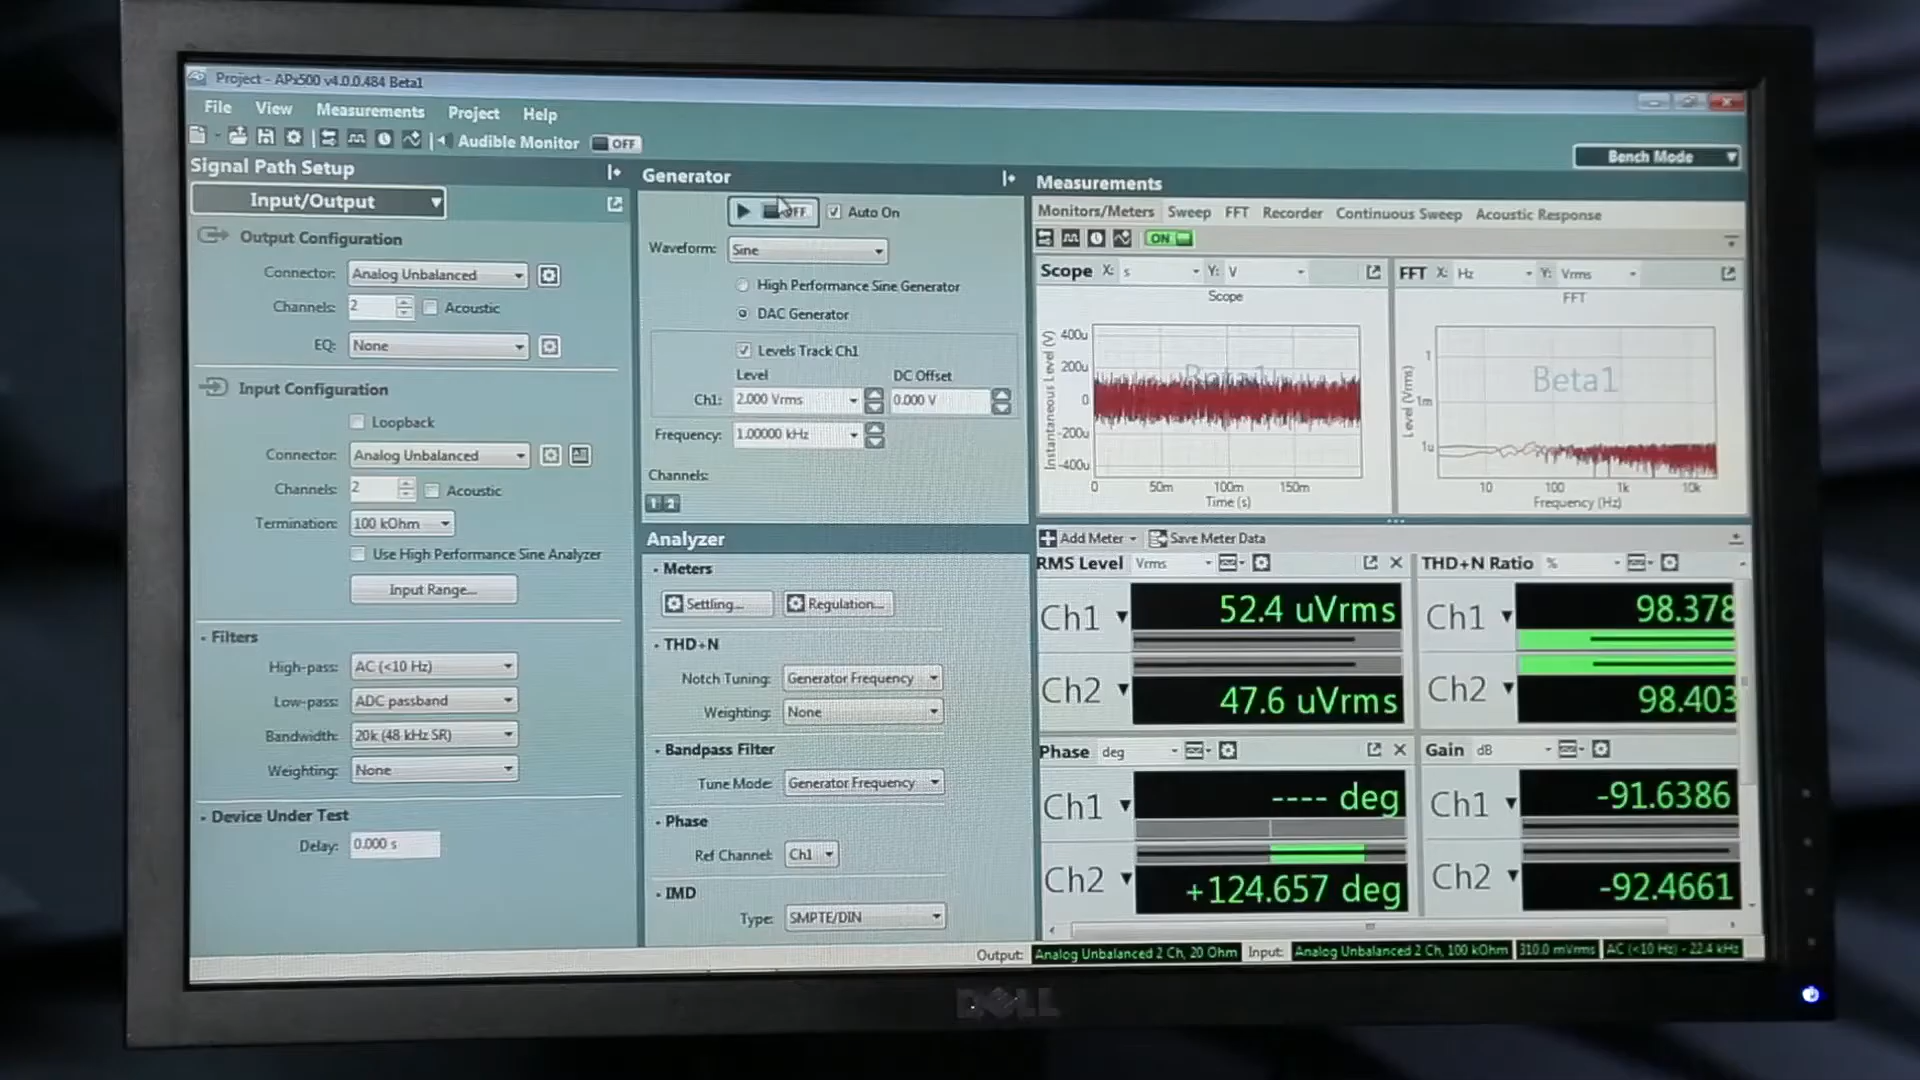 Project - APx500 v4.0.0.484 Beta1
File View Measurements Project Help
Audible Monitor OFF
Bench Mode
Signal Path Setup
Input/Output
Output Configuration
Connector: Analog Unbalanced
Channels: 2 Acoustic
EQ: None
Input Configuration
Loopback
Connector: Analog Unbalanced
Channels: 2 Acoustic
Termination: 100 kOhm
Use High Performance Sine Analyzer
Input Range...
Filters
High-pass: AC (<10 Hz)
Low-pass: ADC passband
Bandwidth: 20k (48 kHz SR)
Weighting: None
Device Under Test
Delay: 0.000 s
Generator
OFF Auto On
Waveform: Sine
High Performance Sine Generator
DAC Generator
Levels Track Ch1
Level DC Offset
Ch1: 2.000 Vrms 0.000 V
Frequency: 1.00000 kHz
Channels:
1 2
Analyzer
Meters
Settling... Regulation...
THD+N
Notch Tuning: Generator Frequency
Weighting: None
Bandpass Filter
Tune Mode: Generator Frequency
Phase
Ref Channel: Ch1
IMD
Type: SMPTE/DIN
Measurements
Monitors/Meters Sweep FFT Recorder Continuous Sweep Acoustic Response
ON
Scope X: s Y: V
Scope
Instantaneous Level (V)
400u
200u
0
-200u
-400u
Beta1
0 50m 100m 150m
Time (s)
FFT X: Hz Y: Vrms
FFT
Level (Vrms)
1
1m
1u
Beta1
10 100 1k 10k
Frequency (Hz)
Add Meter Save Meter Data
RMS Level Vrms
Ch1 52.4 uVrms
Ch2 47.6 uVrms
THD+N Ratio %
Ch1 98.378
Ch2 98.403
Phase deg
Ch1 ---- deg
Ch2 +124.657 deg
Gain dB
Ch1 -91.6386
Ch2 -92.4661
Output: Analog Unbalanced 2 Ch, 20 Ohm Input: Analog Unbalanced 2 Ch, 100 kOhm 310.0 mVrms AC (<10 Hz) - 22.4 kHz
DELL